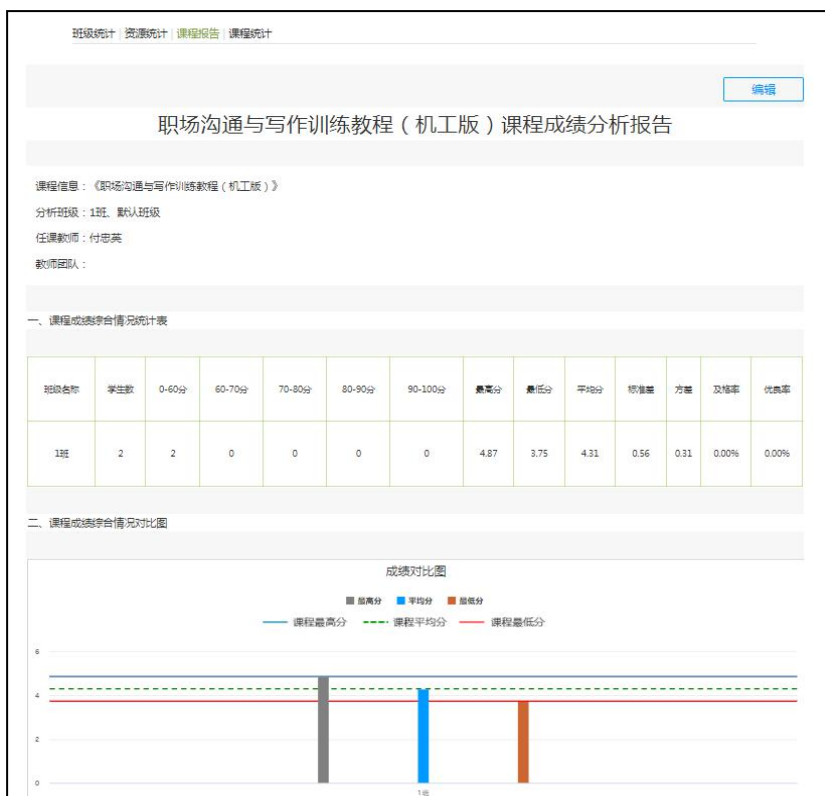 班级统计 | 资源统计 | 课程报告 | 课程统计
编辑
职场沟通与写作训练教程（机工版）课程成绩分析报告
课程信息：《职场沟通与写作训练教程（机工版）》
分析班级：1班、默认班级
任课教师：付忠英
教师团队：
一、课程成绩综合情况统计表
班级名称 学生数 0-60分 60-70分 70-80分 80-90分 90-100分 最高分 最低分 平均分 标准差 方差 及格率 优良率
1班 2 2 0 0 0 0 4.87 3.75 4.31 0.56 0.31 0.00% 0.00%
二、课程成绩综合情况对比图
成绩对比图
最高分 平均分 最低分
课程最高分 课程平均分 课程最低分
6
4
2
0
1班